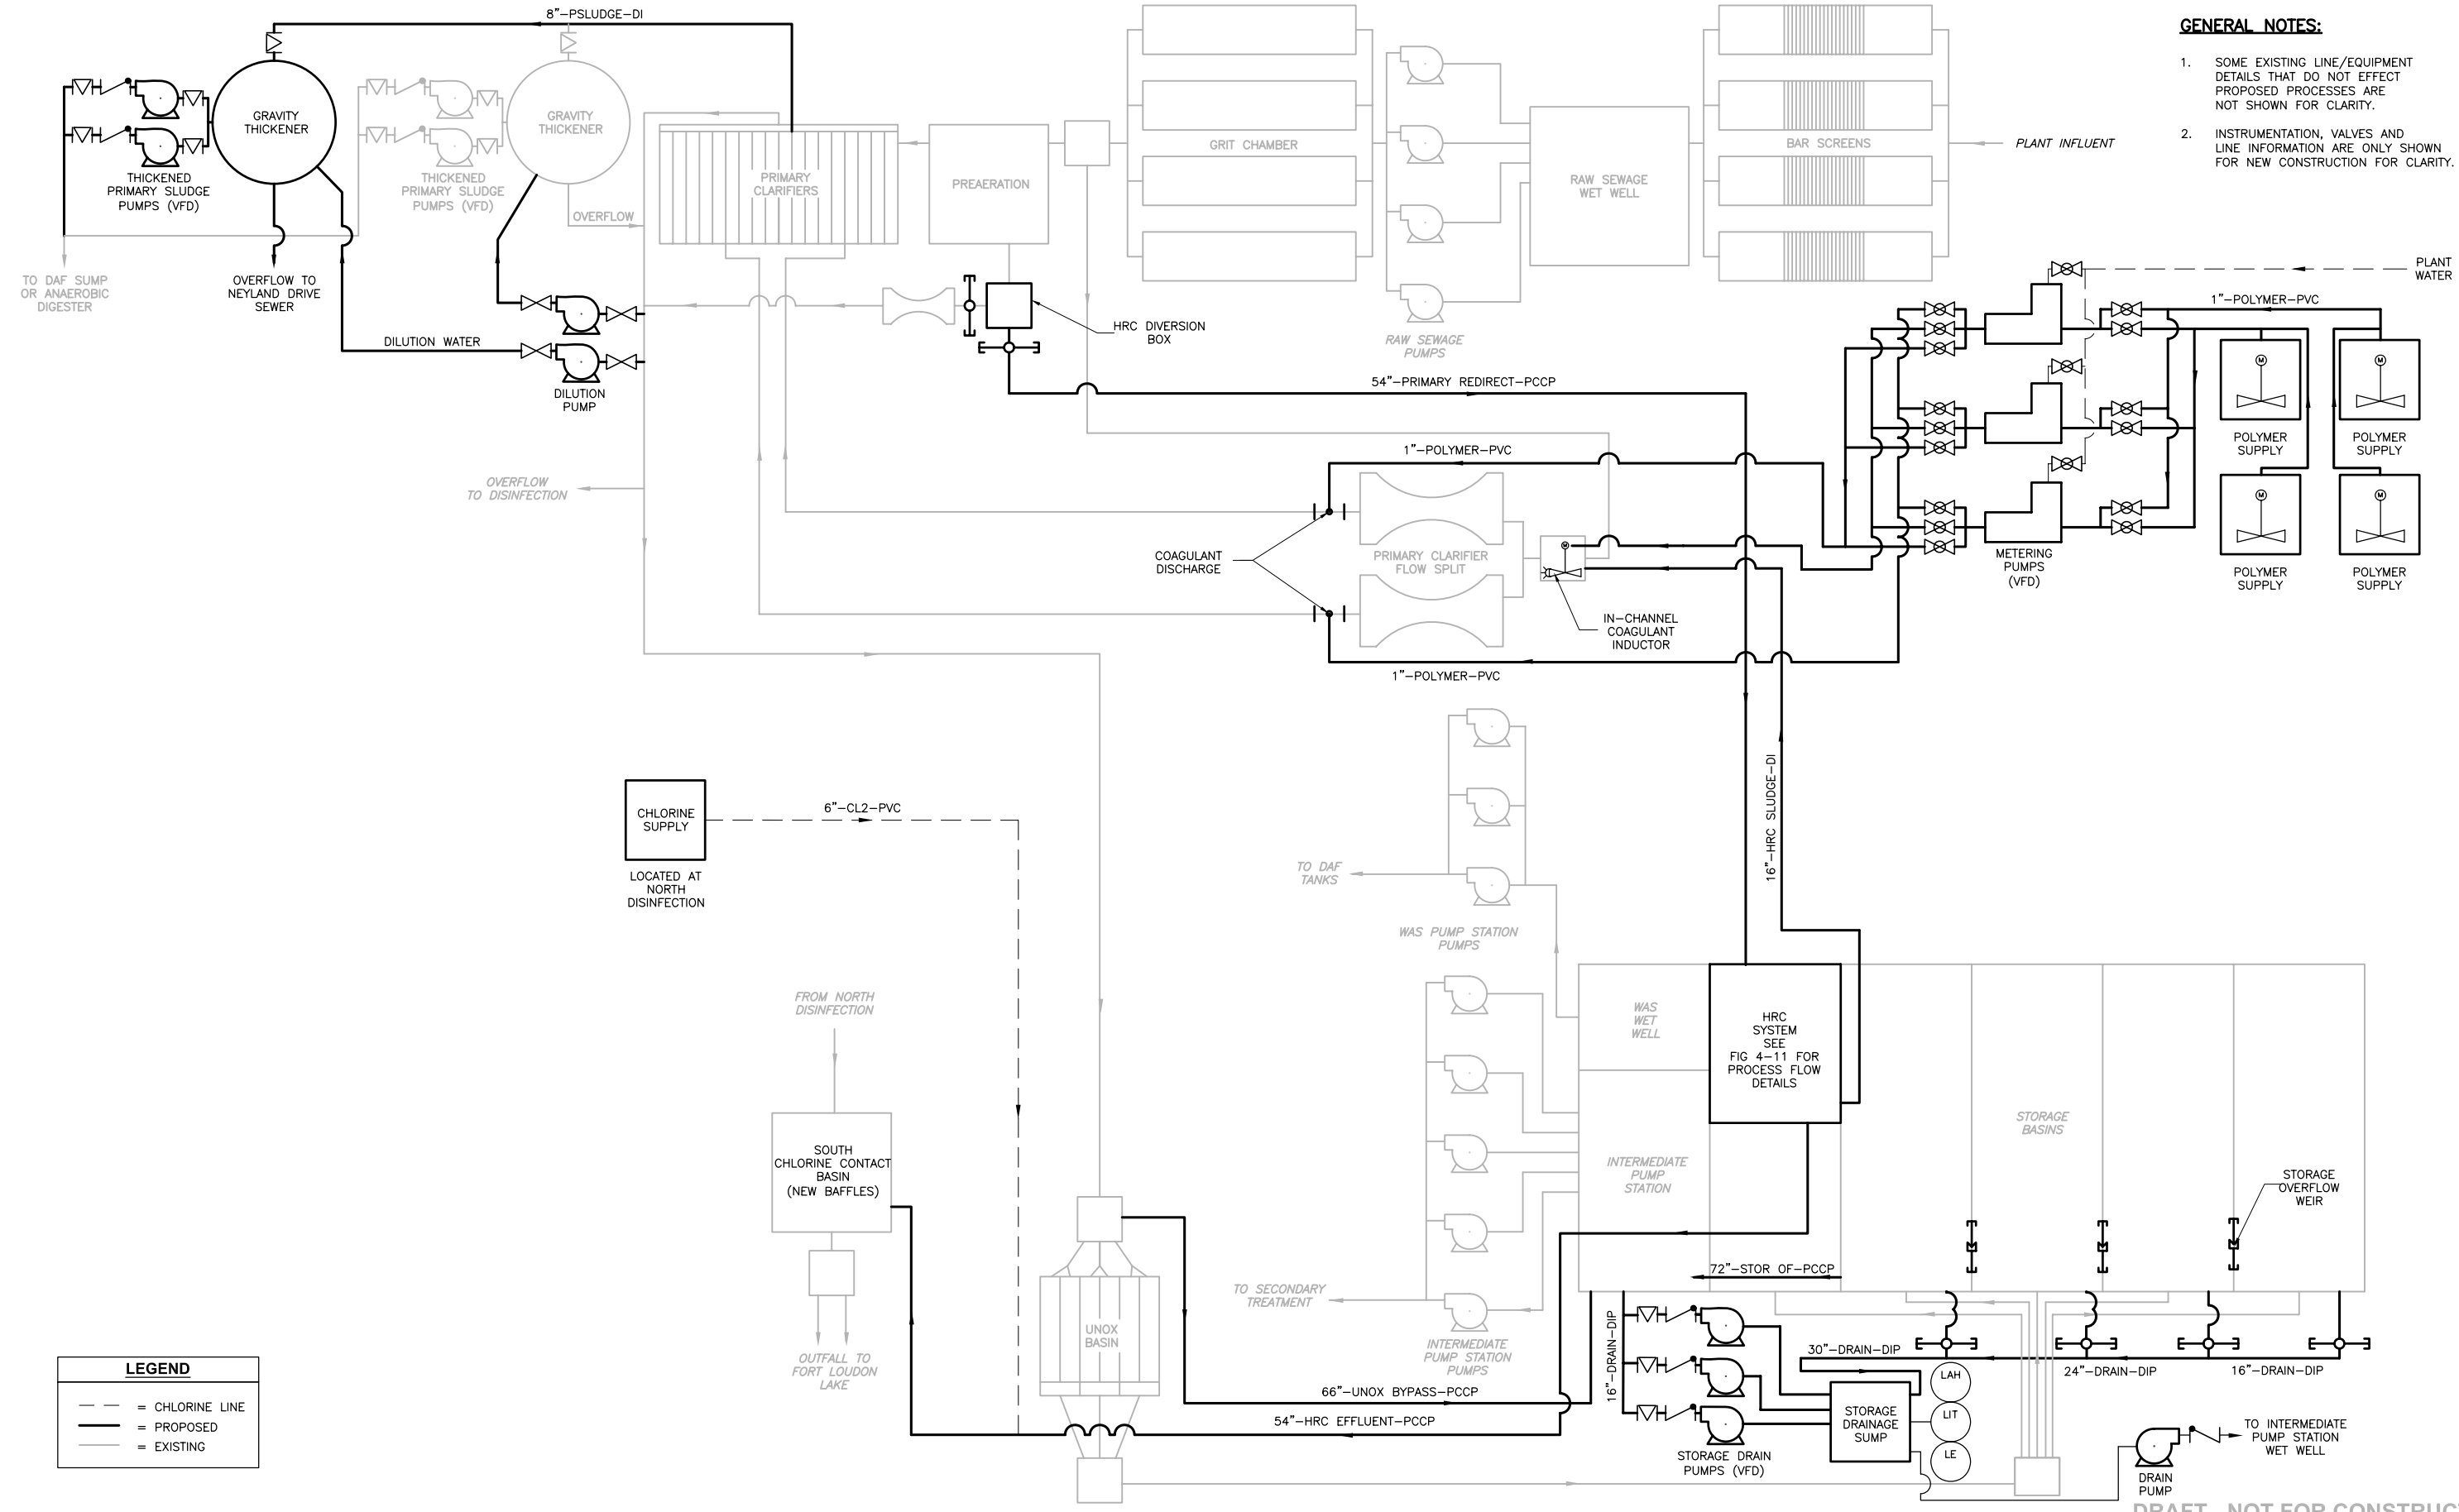 8"-PSLUDGE-DI
GRAVITY
THICKENER
GRAVITY
THICKENER
THICKENED
PRIMARY SLUDGE
PUMPS (VFD)
THICKENED
PRIMARY SLUDGE
PUMPS (VFD)
OVERFLOW
PRIMARY
CLARIFIERS
PREAERATION
GRIT CHAMBER
RAW SEWAGE
WET WELL
BAR SCREENS
PLANT INFLUENT
GENERAL NOTES:
1. SOME EXISTING LINE/EQUIPMENT
DETAILS THAT DO NOT EFFECT
PROPOSED PROCESSES ARE
NOT SHOWN FOR CLARITY.
2. INSTRUMENTATION, VALVES AND
LINE INFORMATION ARE ONLY SHOWN
FOR NEW CONSTRUCTION FOR CLARITY.
TO DAF SUMP
OR ANAEROBIC
DIGESTER
OVERFLOW TO
NEYLAND DRIVE
SEWER
DILUTION WATER
DILUTION
PUMP
HRC DIVERSION
BOX
RAW SEWAGE
PUMPS
54"-PRIMARY REDIRECT-PCCP
PLANT
WATER
1"-POLYMER-PVC
M
M
POLYMER
SUPPLY
POLYMER
SUPPLY
M
M
POLYMER
SUPPLY
POLYMER
SUPPLY
METERING
PUMPS
(VFD)
1"-POLYMER-PVC
OVERFLOW
TO DISINFECTION
COAGULANT
DISCHARGE
PRIMARY CLARIFIER
FLOW SPLIT
M
IN-CHANNEL
COAGULANT
INDUCTOR
1"-POLYMER-PVC
16"-HRC SLUDGE-DI
CHLORINE
SUPPLY
6"-CL2-PVC
LOCATED AT
NORTH
DISINFECTION
TO DAF
TANKS
WAS PUMP STATION
PUMPS
FROM NORTH
DISINFECTION
WAS
WET
WELL
HRC
SYSTEM
SEE
FIG 4-11 FOR
PROCESS FLOW
DETAILS
STORAGE
BASINS
SOUTH
CHLORINE CONTACT
BASIN
(NEW BAFFLES)
INTERMEDIATE
PUMP
STATION
STORAGE
OVERFLOW
WEIR
72"-STOR OF-PCCP
TO SECONDARY
TREATMENT
UNOX
BASIN
OUTFALL TO
FORT LOUDON
LAKE
INTERMEDIATE
PUMP STATION
PUMPS
16"-DRAIN-DIP
30"-DRAIN-DIP
24"-DRAIN-DIP
16"-DRAIN-DIP
66"-UNOX BYPASS-PCCP
54"-HRC EFFLUENT-PCCP
STORAGE
DRAINAGE
SUMP
LAH
LIT
LE
STORAGE DRAIN
PUMPS (VFD)
TO INTERMEDIATE
PUMP STATION
WET WELL
DRAIN
PUMP
LEGEND
= CHLORINE LINE
= PROPOSED
= EXISTING